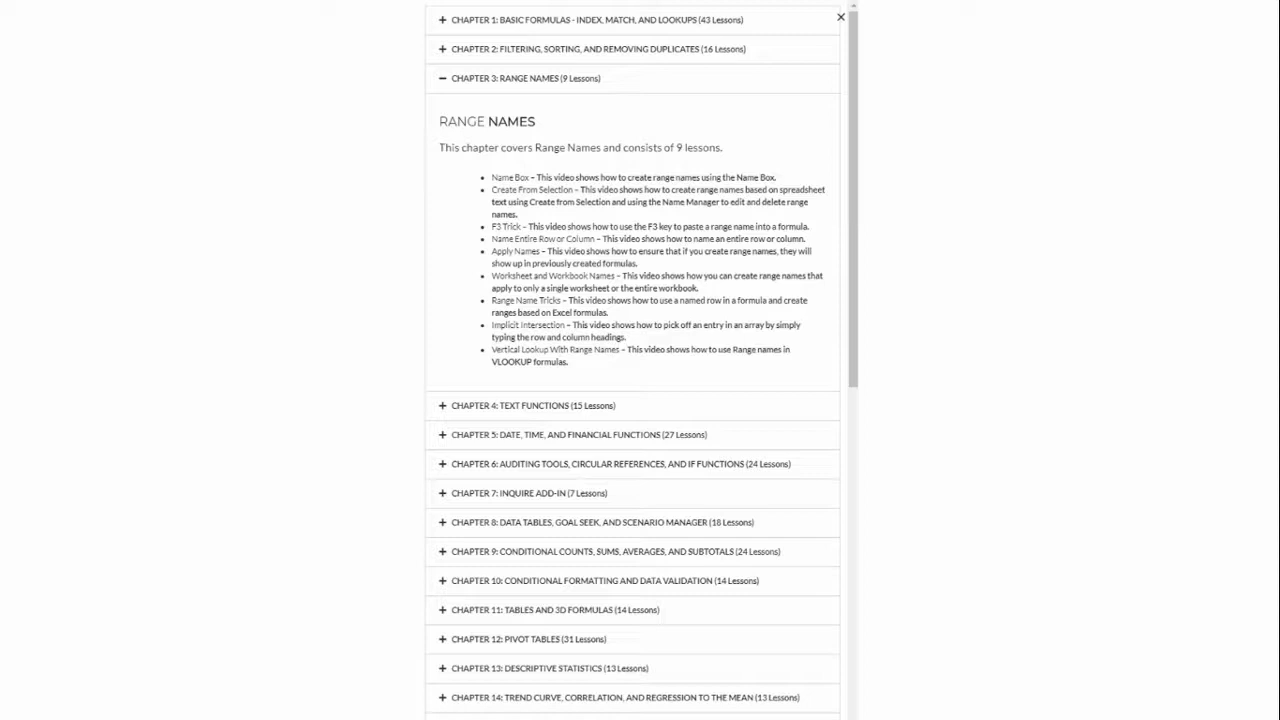 CHAPTER 1: BASIC FORMULAS - INDEX, MATCH, AND LOOKUPS (43 Lessons)
CHAPTER 2: FILTERING, SORTING, AND REMOVING DUPLICATES (16 Lessons)
CHAPTER 3: RANGE NAMES (9 Lessons)
RANGE NAMES
This chapter covers Range Names and consists of 9 lessons.
Name Box – This video shows how to create range names using the Name Box.
Create From Selection – This video shows how to create range names based on spreadsheet
text using Create from Selection and using the Name Manager to edit and delete range
names.
F3 Trick – This video shows how to use the F3 key to paste a range name into a formula.
Name Entire Row or Column – This video shows how to name an entire row or column.
Apply Names – This video shows how to ensure that if you create range names, they will
show up in previously created formulas.
Worksheet and Workbook Names – This video shows how you can create range names that
apply to only a single worksheet or the entire workbook.
Range Name Tricks – This video shows how to use a named row in a formula and create
ranges based on Excel formulas.
Implicit Intersection – This video shows how to pick off an entry in an array by simply
typing the row and column headings.
Vertical Lookup With Range Names – This video shows how to use Range names in
VLOOKUP formulas.
CHAPTER 4: TEXT FUNCTIONS (15 Lessons)
CHAPTER 5: DATE, TIME, AND FINANCIAL FUNCTIONS (27 Lessons)
CHAPTER 6: AUDITING TOOLS, CIRCULAR REFERENCES, AND IF FUNCTIONS (24 Lessons)
CHAPTER 7: INQUIRE ADD-IN (7 Lessons)
CHAPTER 8: DATA TABLES, GOAL SEEK, AND SCENARIO MANAGER (18 Lessons)
CHAPTER 9: CONDITIONAL COUNTS, SUMS, AVERAGES, AND SUBTOTALS (24 Lessons)
CHAPTER 10: CONDITIONAL FORMATTING AND DATA VALIDATION (14 Lessons)
CHAPTER 11: TABLES AND 3D FORMULAS (14 Lessons)
CHAPTER 12: PIVOT TABLES (31 Lessons)
CHAPTER 13: DESCRIPTIVE STATISTICS (13 Lessons)
CHAPTER 14: TREND CURVE, CORRELATION, AND REGRESSION TO THE MEAN (13 Lessons)